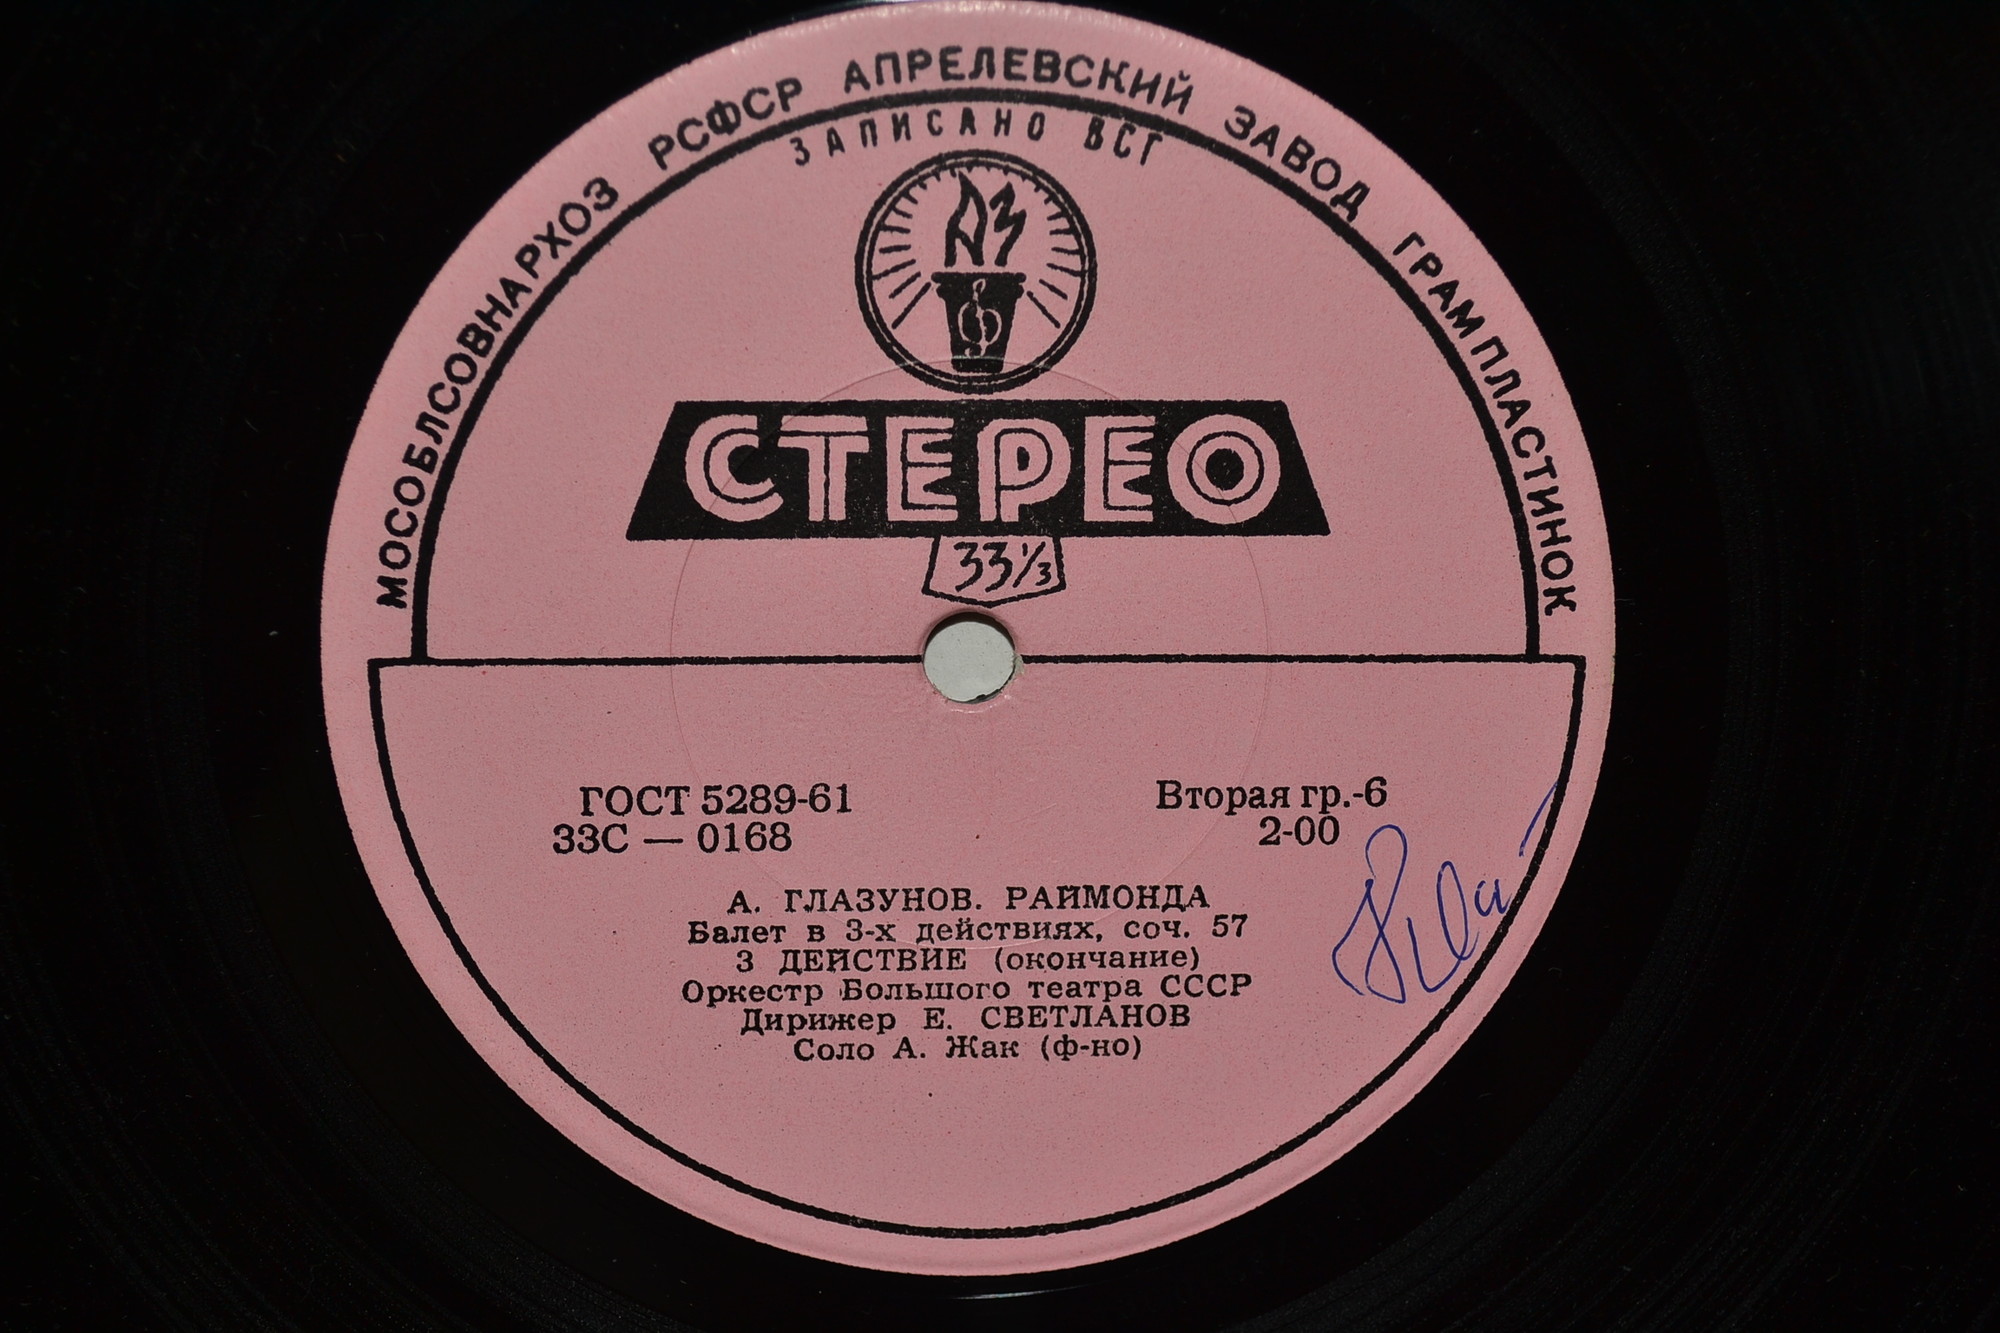 МОСОБЛСОВНАРХОЗ РСФСР АПРЕЛЕВСКИЙ ЗАВОД ГРАМПЛАСТИНОК
ЗАПИСАНО ВСГ
АЗ
СТЕРЕО
33⅓
ГОСТ 5289-61
Вторая гр.-6
33С — 0168
2-00
А. ГЛАЗУНОВ. РАЙМОНДА
Балет в 3-х действиях, соч. 57
3 ДЕЙСТВИЕ (окончание)
Оркестр Большого театра СССР
Дирижер Е. СВЕТЛАНОВ
Соло А. Жак (ф-но)